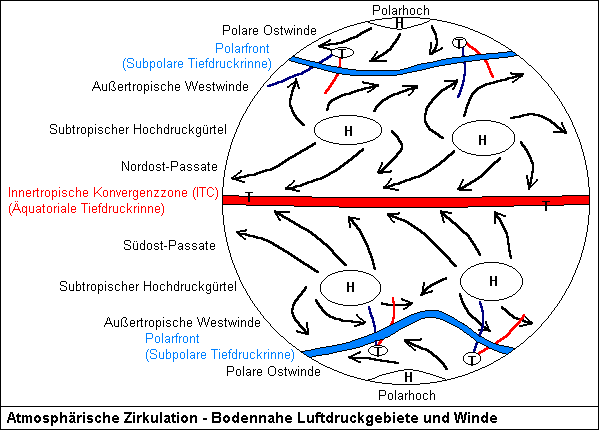 Polarhoch
H
Polare Ostwinde
Polarfront
(Subpolare Tiefdruckrinne)
T
T
Außertropische Westwinde
Subtropischer Hochdruckgürtel
H
H
Nordost-Passate
Innertropische Konvergenzzone (ITC)
(Äquatoriale Tiefdruckrinne)
T
T
Südost-Passate
Subtropischer Hochdruckgürtel
H
H
Außertropische Westwinde
Polarfront
(Subpolare Tiefdruckrinne)
T
T
Polare Ostwinde
H
Polarhoch
Atmosphärische Zirkulation - Bodennahe Luftdruckgebiete und Winde